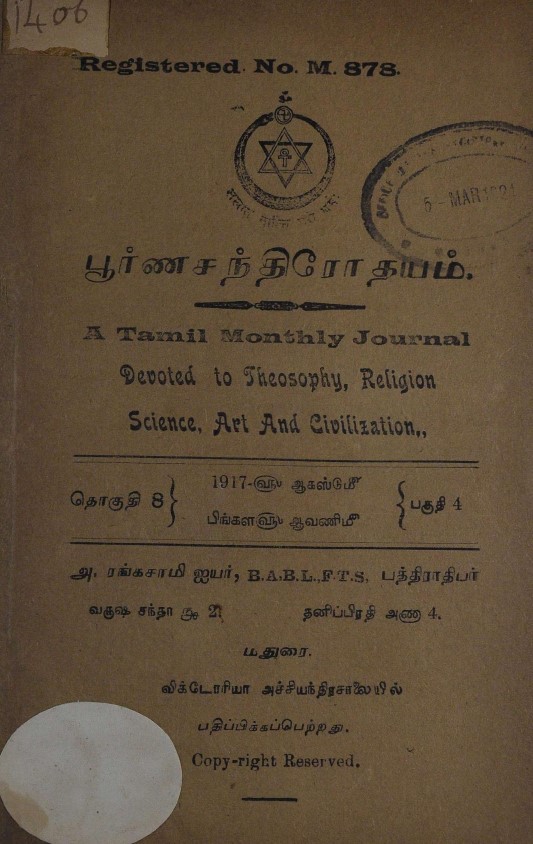 1406
Registered. No. M. 878.
5 - MAR 1921
பூர்ணசந்திரோதயம்.
A Tamil Monthly Journal
Devoted to Theosophy, Religion
Science, Art And Civilization,,
தொகுதி 8 } 1917-௵ ஆகஸ்டு௴ { பகுதி 4
பிங்கள௵ ஆவணி௴
அ. ரங்கசாமி ஐயர், B.A.B.L.,F.T.S, பத்திராதிபர்
வருஷ சந்தா ரூ 2. தனிப்பிரதி அணா 4.
மதுரை.
விக்டோரியா அச்சியந்திரசாலையில்
பதிப்பிக்கப்பெற்றது.
Copy-right Reserved.